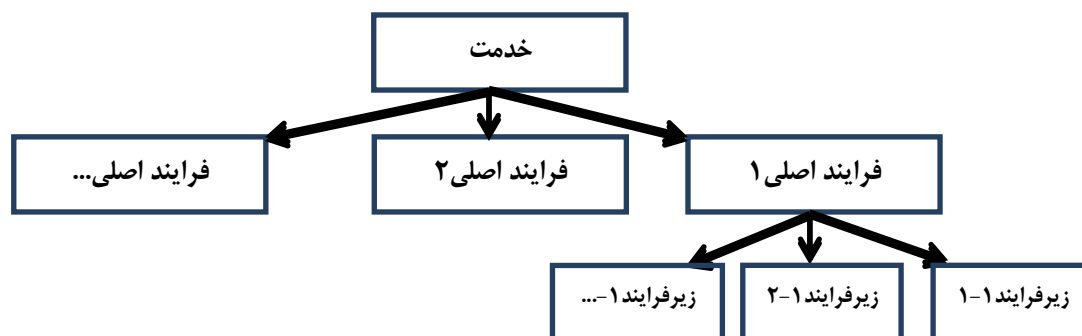 خدمت
فرایند اصلی۱
فرایند اصلی۲
فرایند اصلی...
زیرفرایند۱-۱
زیرفرایند۱-۲
زیرفرایند۱-...